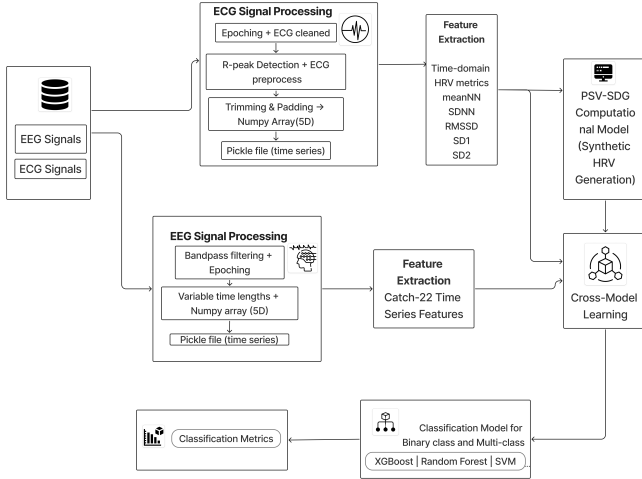 ECG Signal Processing
Epoching + ECG cleaned
R-peak Detection + ECG
preprocess
Trimming & Padding →
Numpy Array(5D)
Pickle file (time series)
Feature
Extraction
Time-domain
HRV metrics
meanNN
SDNN
RMSSD
SD1
SD2
PSV-SDG
Computatio
nal Model
(Synthetic
HRV
Generation)
EEG Signals
ECG Signals
EEG Signal Processing
Bandpass filtering +
Epoching
Variable time lengths +
Numpy array (5D)
Pickle file (time series)
Feature
Extraction
Catch-22 Time
Series Features
Cross-Model
Learning
Classification Model for
Binary class and Multi-class
XGBoost | Random Forest | SVM
Classification Metrics